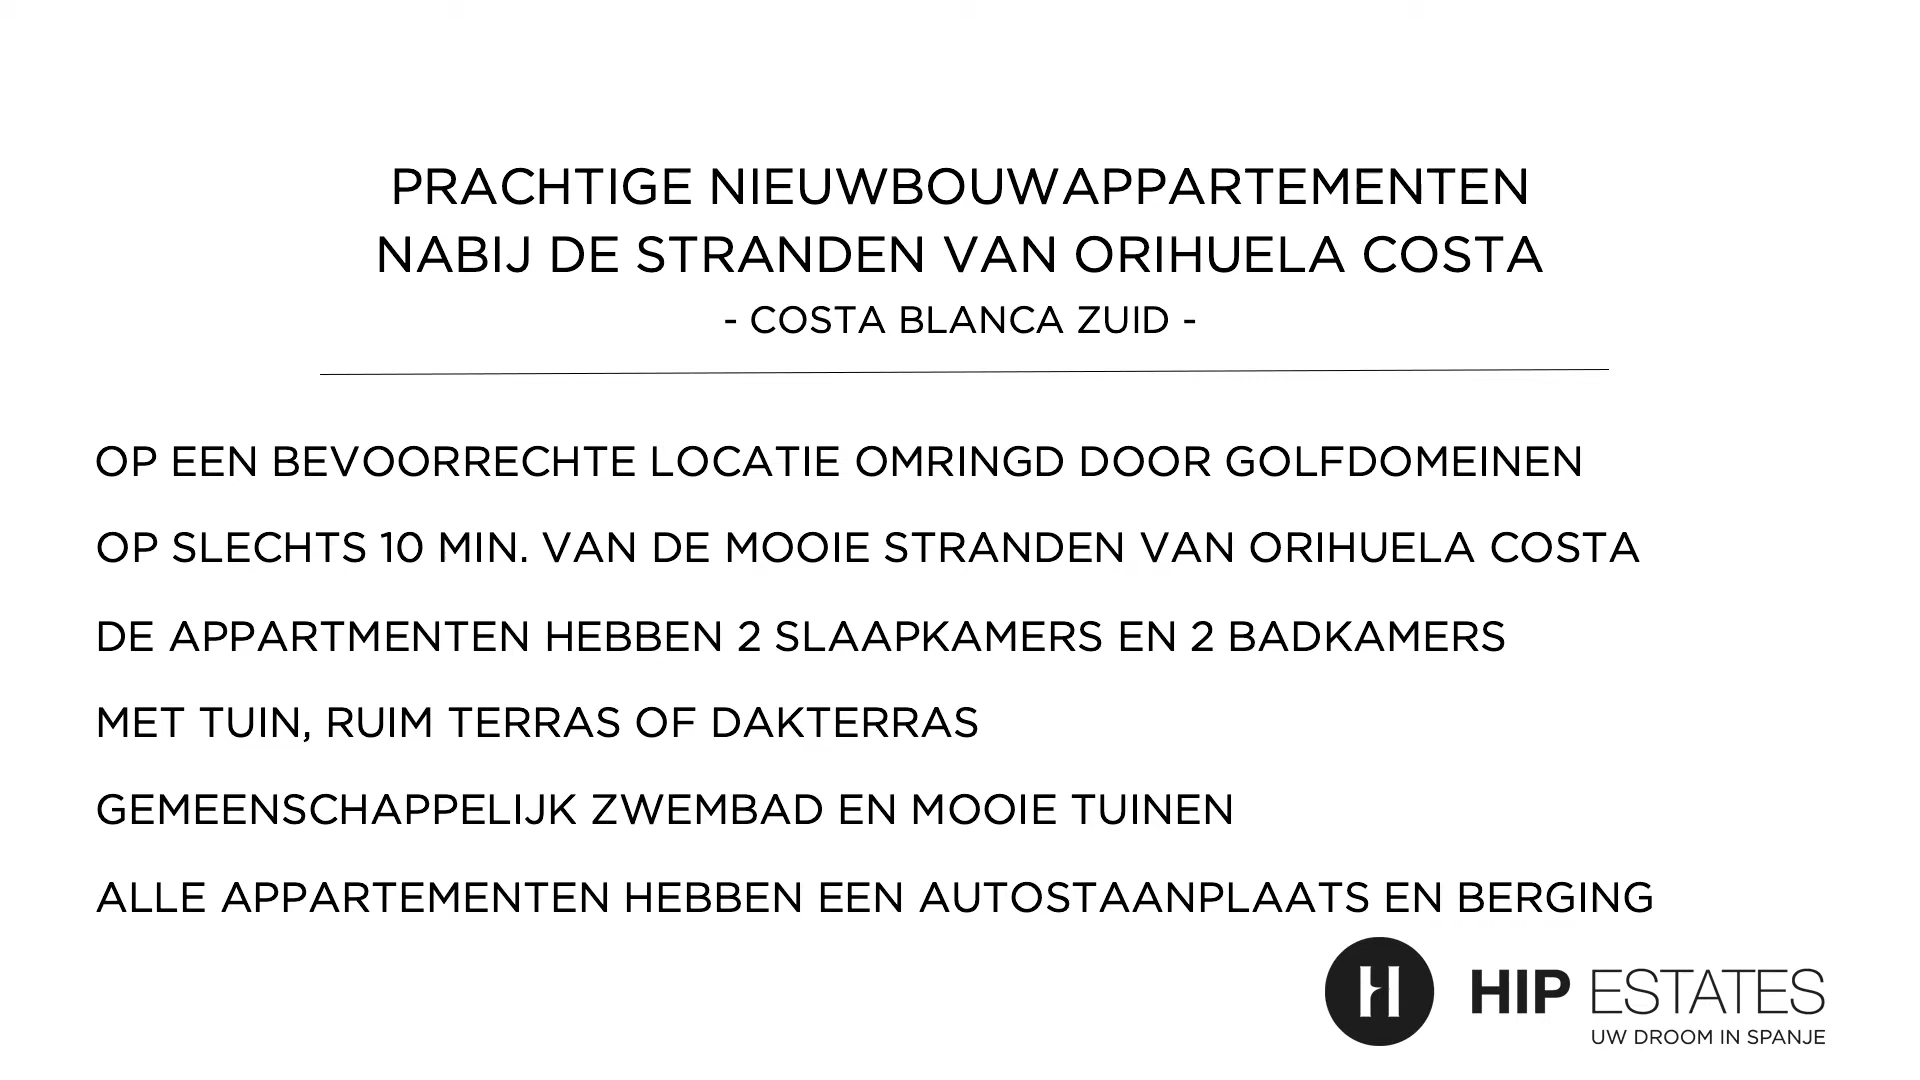 PRACHTIGE NIEUWBOUWAPPARTEMENTEN
NABIJ DE STRANDEN VAN ORIHUELA COSTA
- COSTA BLANCA ZUID -
OP EEN BEVOORRECHTE LOCATIE OMRINGD DOOR GOLFDOMEINEN
OP SLECHTS 10 MIN. VAN DE MOOIE STRANDEN VAN ORIHUELA COSTA
DE APPARTMENTEN HEBBEN 2 SLAAPKAMERS EN 2 BADKAMERS
MET TUIN, RUIM TERRAS OF DAKTERRAS
GEMEENSCHAPPELIJK ZWEMBAD EN MOOIE TUINEN
ALLE APPARTEMENTEN HEBBEN EEN AUTOSTAANPLAATS EN BERGING
H HIP ESTATES
UW DROOM IN SPANJE